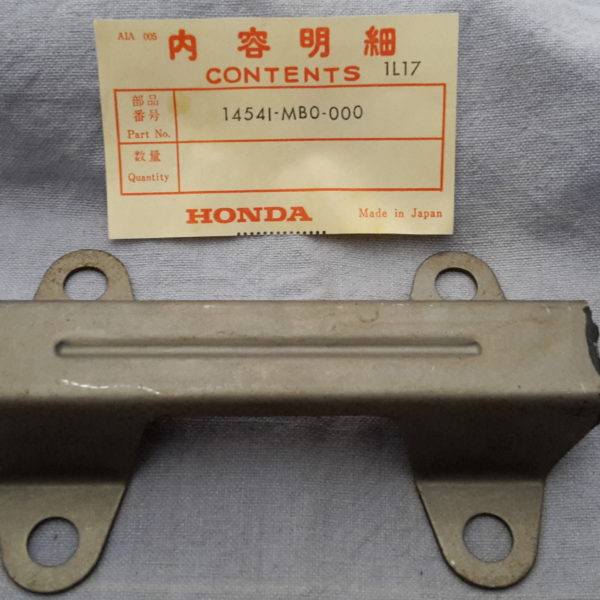 A1A 005
内容明細
CONTENTS 1L17
部品
番号
Part No.
14541-MB0-000
数量
Quantity
HONDA Made in Japan